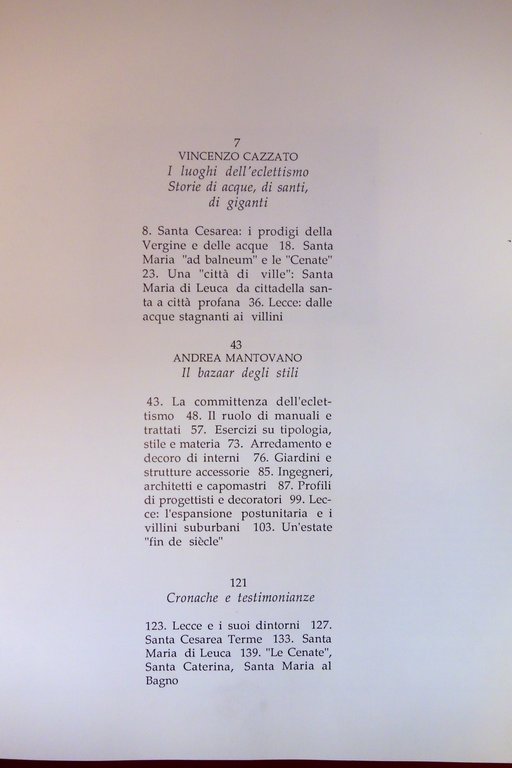 7
VINCENZO CAZZATO
I luoghi dell'eclettismo
Storie di acque, di santi,
di giganti
8. Santa Cesarea: i prodigi della
Vergine e delle acque 18. Santa
Maria "ad balneum" e le "Cenate"
23. Una "città di ville": Santa
Maria di Leuca da cittadella san-
ta a città profana 36. Lecce: dalle
acque stagnanti ai villini
43
ANDREA MANTOVANO
Il bazaar degli stili
43. La committenza dell'eclet-
tismo 48. Il ruolo di manuali e
trattati 57. Esercizi su tipologia,
stile e materia 73. Arredamento e
decoro di interni 76. Giardini e
strutture accessorie 85. Ingegneri,
architetti e capomastri 87. Profili
di progettisti e decoratori 99. Lec-
ce: l'espansione postunitaria e i
villini suburbani 103. Un'estate
"fin de siècle"
121
Cronache e testimonianze
123. Lecce e i suoi dintorni 127.
Santa Cesarea Terme 133. Santa
Maria di Leuca 139. "Le Cenate",
Santa Caterina, Santa Maria al
Bagno